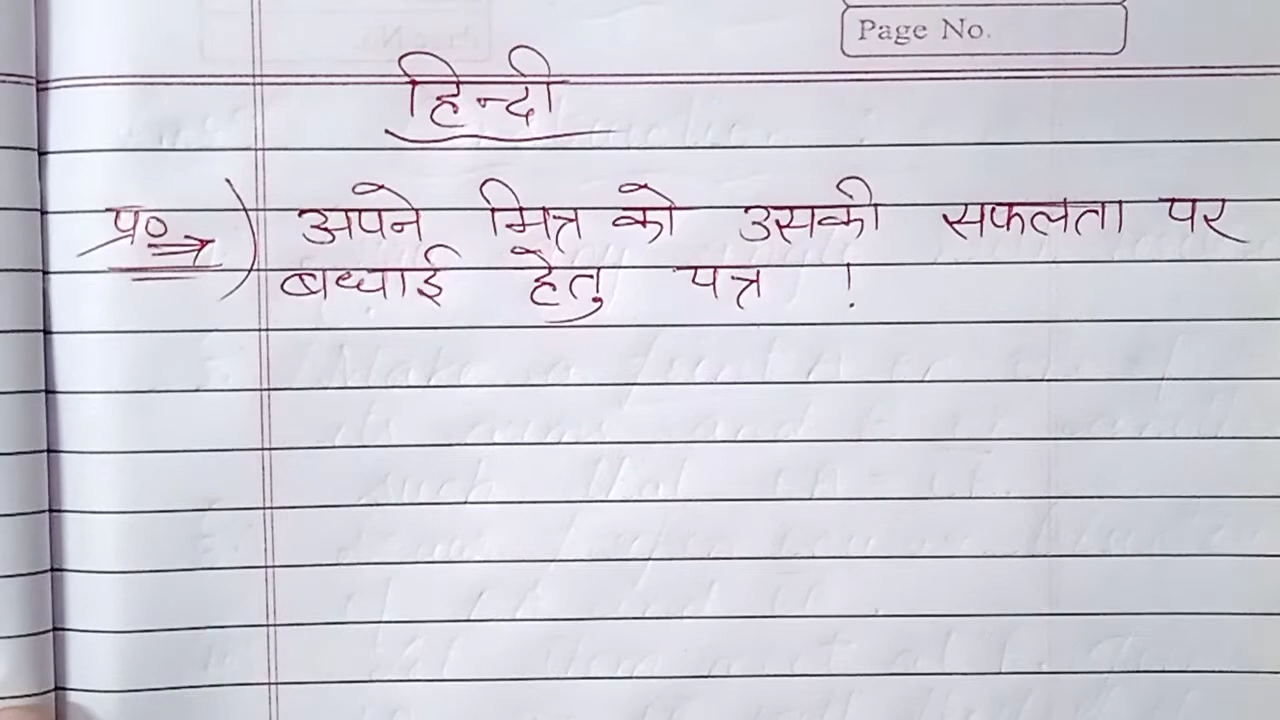 Page No.
हिन्दी
प्र०) अपने मित्र को उसकी सफलता पर
बधाई हेतु पत्र !